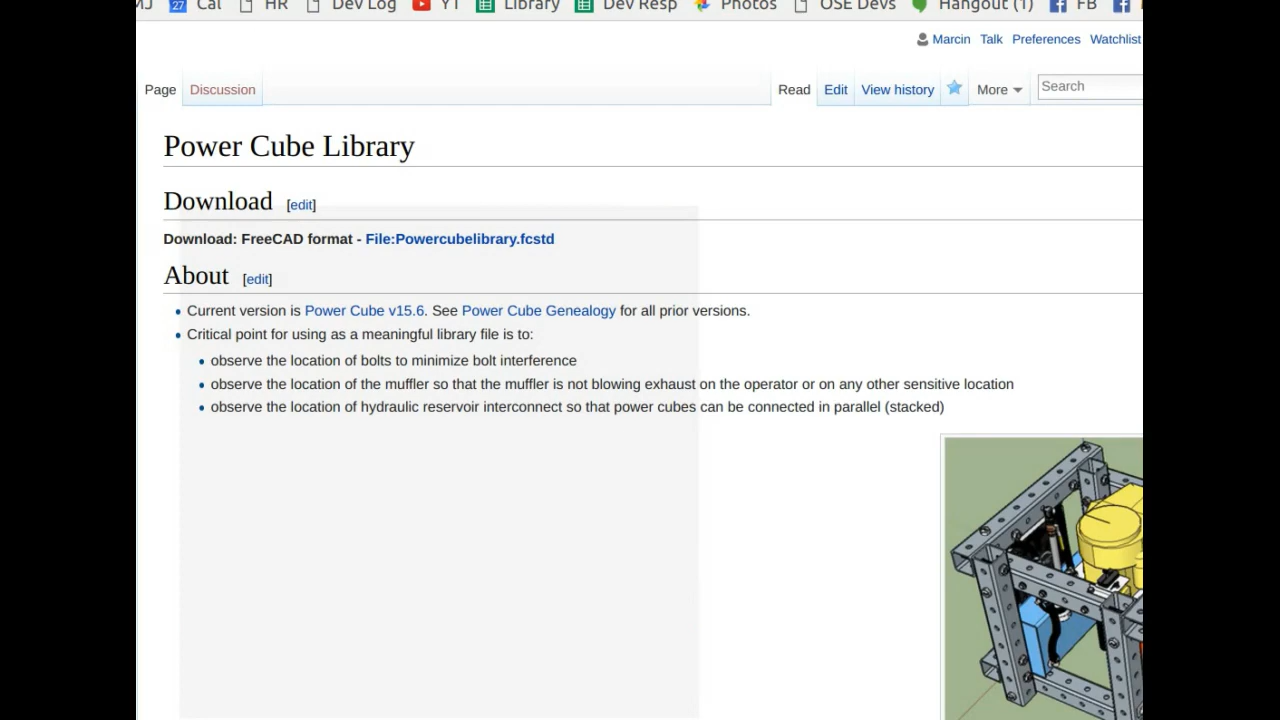 MJ 27 Cal HR Dev Log YT Library Dev Resp Photos OSE Devs Hangout (1) FB
Marcin Talk Preferences Watchlist
Page Discussion Read Edit View history More Search
Power Cube Library
Download [edit]
Download: FreeCAD format - File:Powercubelibrary.fcstd
About [edit]
Current version is Power Cube v15.6. See Power Cube Genealogy for all prior versions.
Critical point for using as a meaningful library file is to:
observe the location of bolts to minimize bolt interference
observe the location of the muffler so that the muffler is not blowing exhaust on the operator or on any other sensitive location
observe the location of hydraulic reservoir interconnect so that power cubes can be connected in parallel (stacked)